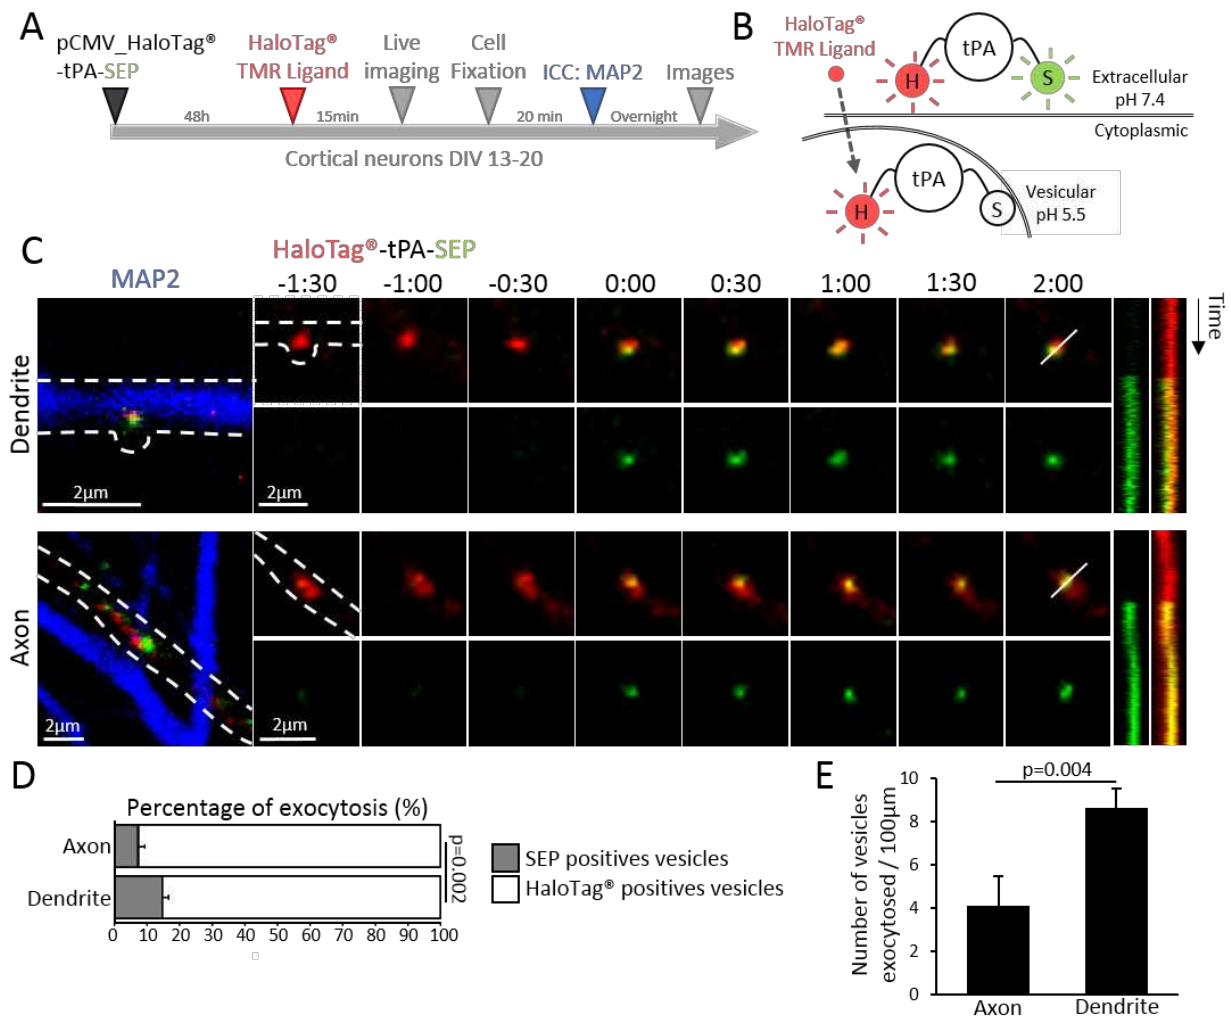 A
pCMV_HaloTag®
-tPA-SEP
HaloTag®
TMR Ligand
Live
imaging
Cell
Fixation
ICC: MAP2
Images
48h
15min
20 min
Overnight
Cortical neurons DIV 13-20
B
HaloTag®
TMR Ligand
tPA
H
S
Extracellular
pH 7.4
Cytoplasmic
tPA
H
S
Vesicular
pH 5.5
C
HaloTag®-tPA-SEP
MAP2
-1:30
-1:00
-0:30
0:00
0:30
1:00
1:30
2:00
Time
Dendrite
2µm
2µm
Axon
2µm
2µm
D
Percentage of exocytosis (%)
Axon
Dendrite
p=0.002
0 10 20 30 40 50 60 70 80 90 100
SEP positives vesicles
HaloTag® positives vesicles
E
p=0.004
Number of vesicles
exocytosed / 100µm
10
8
6
4
2
0
Axon
Dendrite